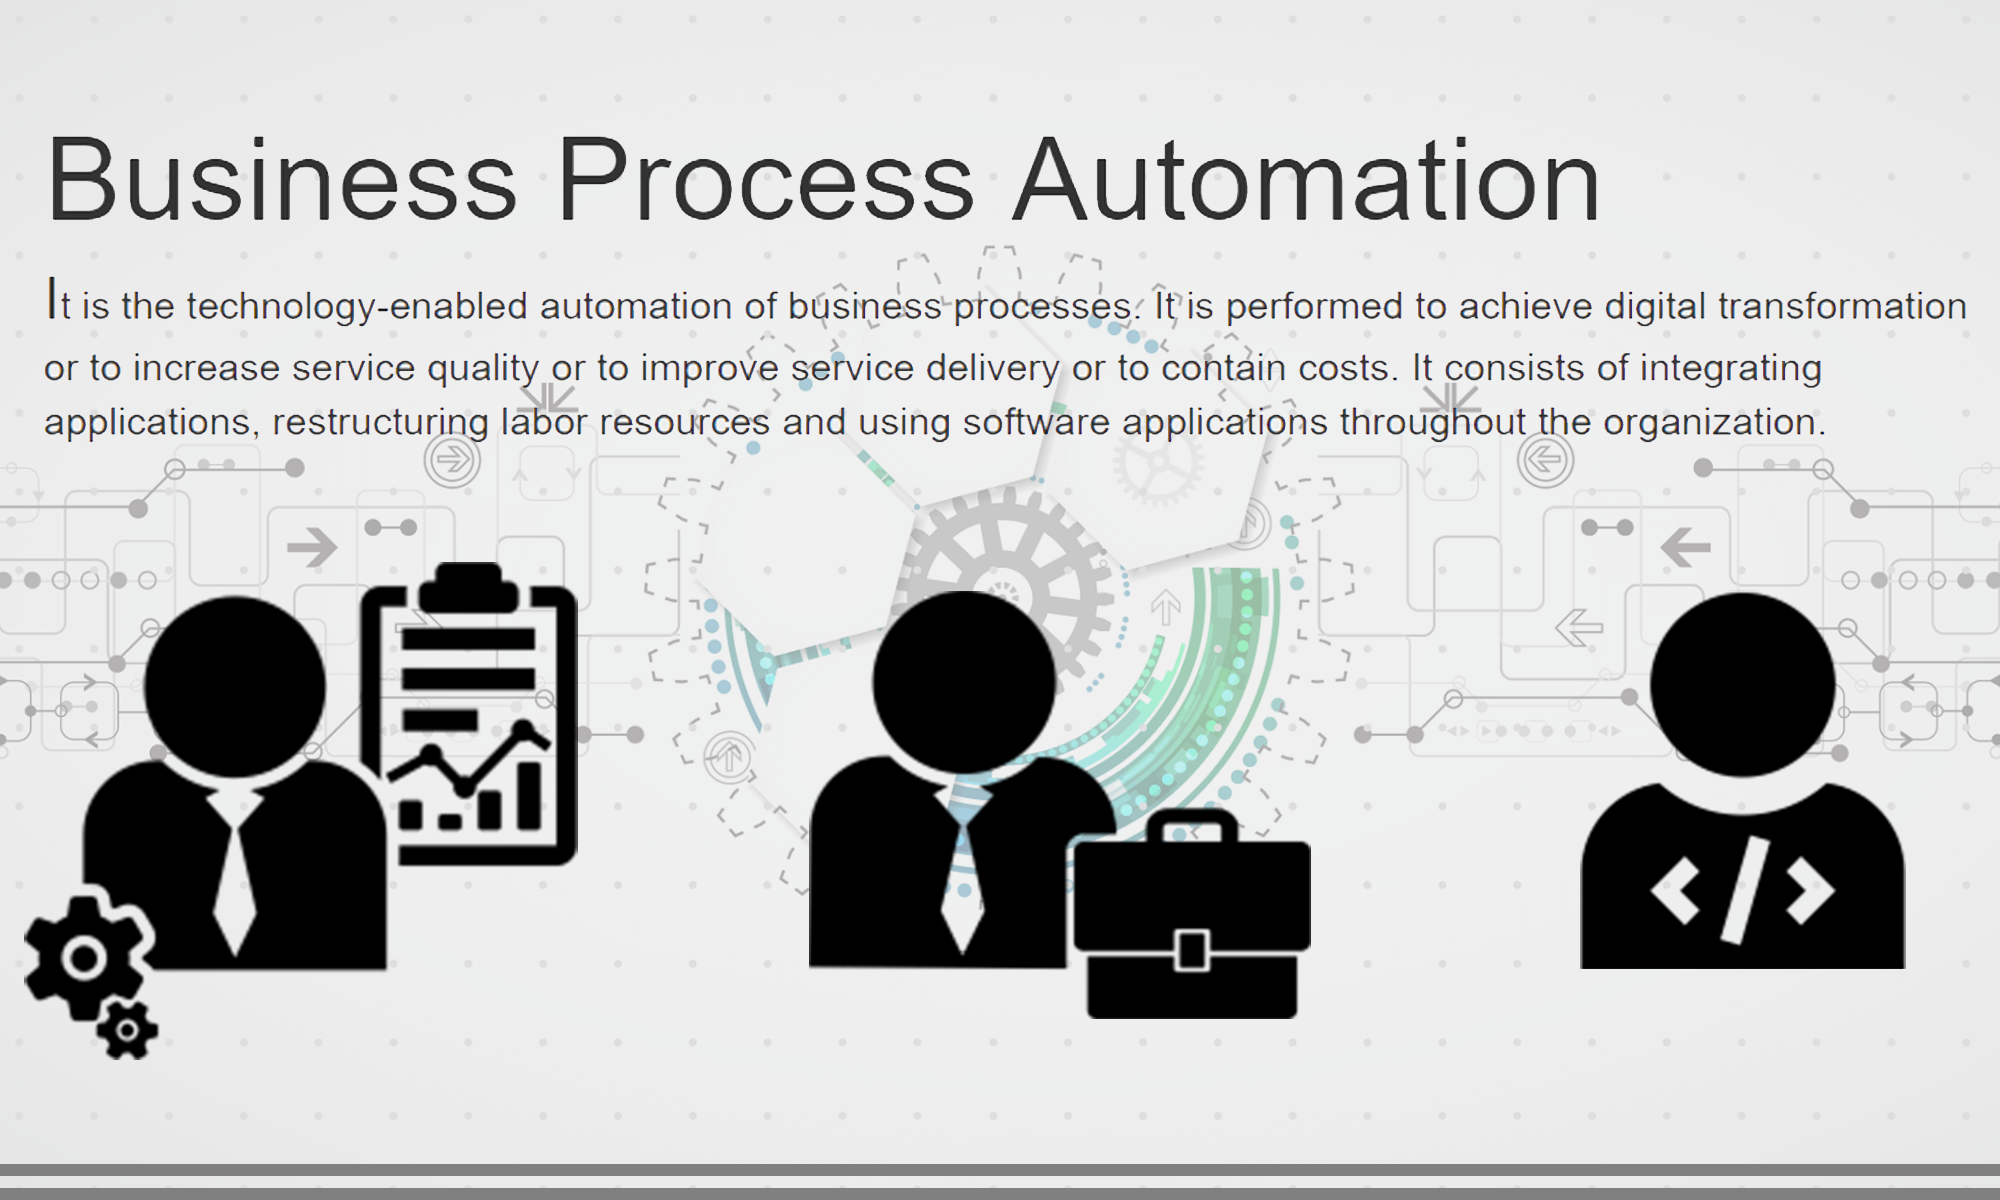 Business Process Automation
It is the technology-enabled automation of business processes. It is performed to achieve digital transformation
or to increase service quality or to improve service delivery or to contain costs. It consists of integrating
applications, restructuring labor resources and using software applications throughout the organization.